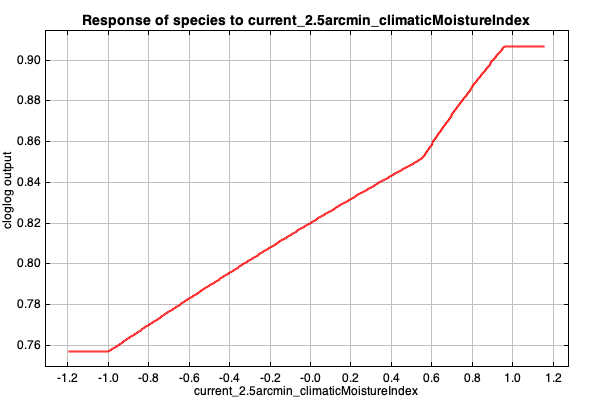 Response of species to current_2.5arcmin_climaticMoistureIndex
cloglog output
0.90
0.88
0.86
0.84
0.82
0.80
0.78
0.76
-1.2 -1.0 -0.8 -0.6 -0.4 -0.2 -0.0 0.2 0.4 0.6 0.8 1.0 1.2
current_2.5arcmin_climaticMoistureIndex